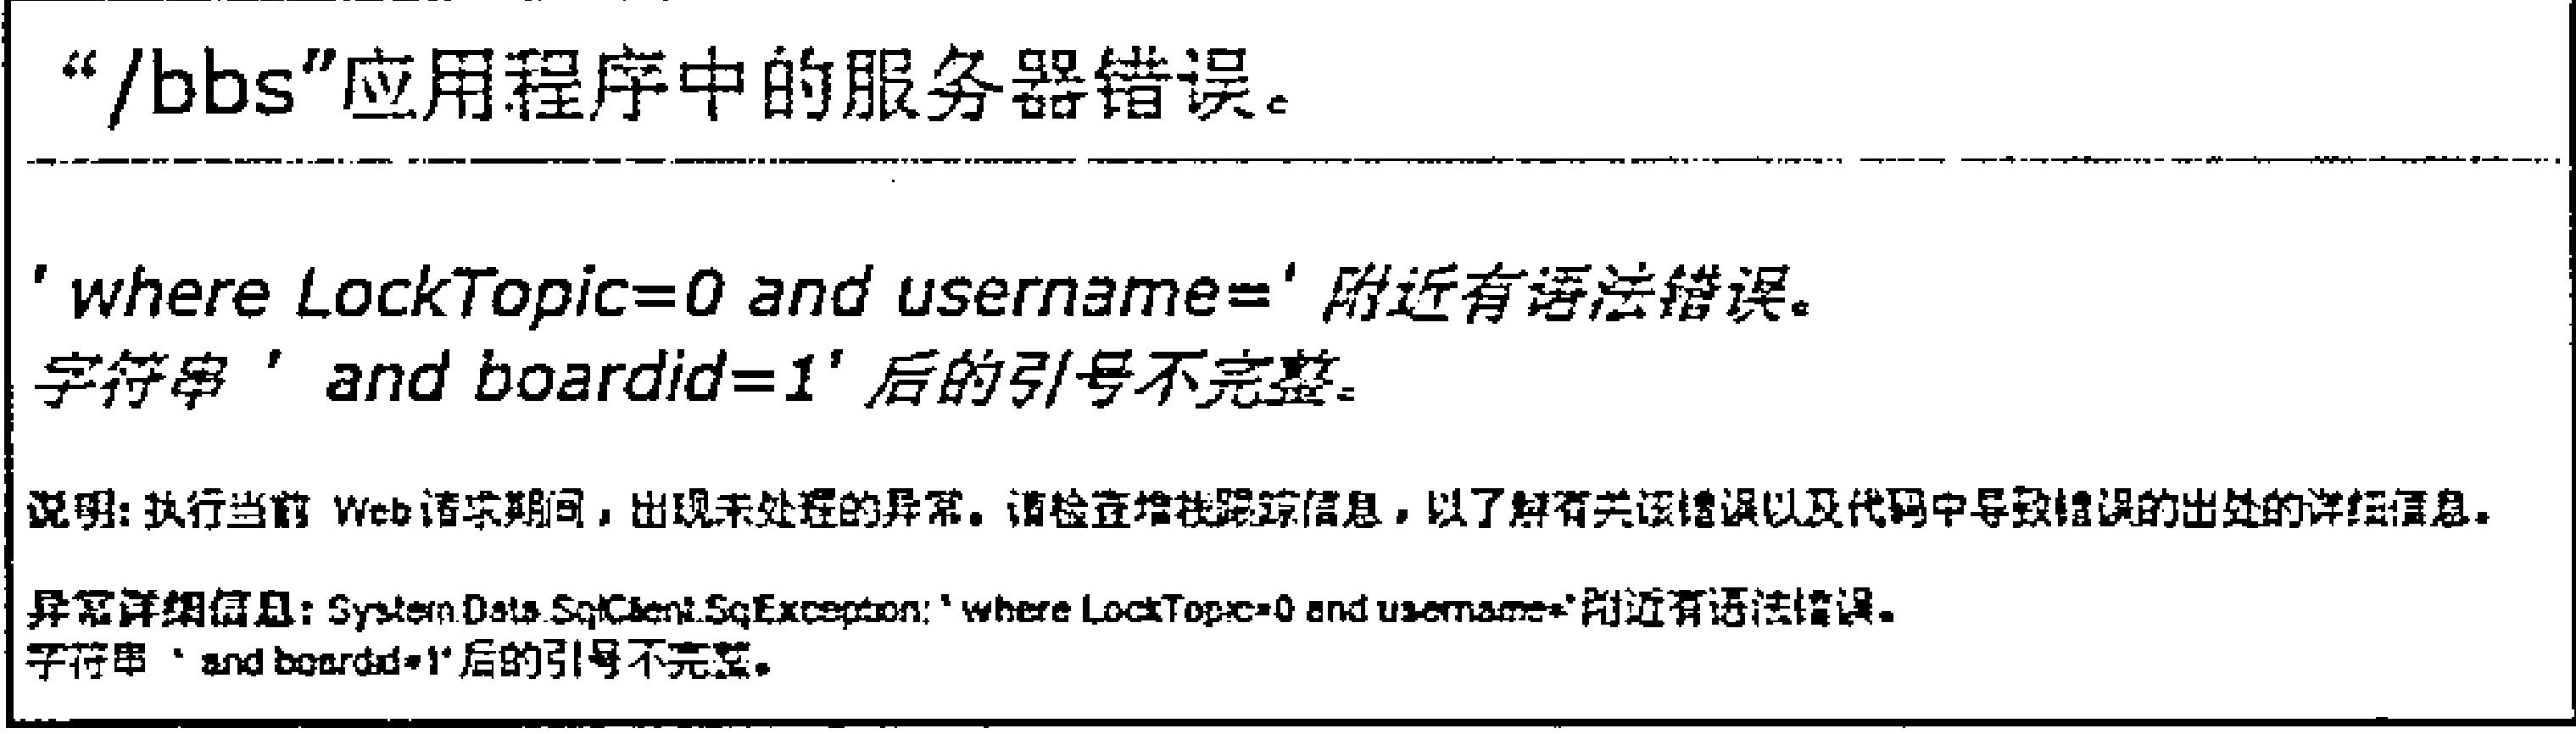 “/bbs”应用程序中的服务器错误。
' where LockTopic=0 and username=' 附近有语法错误。
字符串 ' and boardid=1' 后的引号不完整。
说明: 执行当前 Web 请求期间，出现未处理的异常。请检查堆栈跟踪信息，以了解有关该错误以及代码中导致错误的出处的详细信息。
异常详细信息: System.Data.SqlClient.SqlException: ' where LockTopic=0 and username=' 附近有语法错误。
字符串 ' and boardid=1' 后的引号不完整。